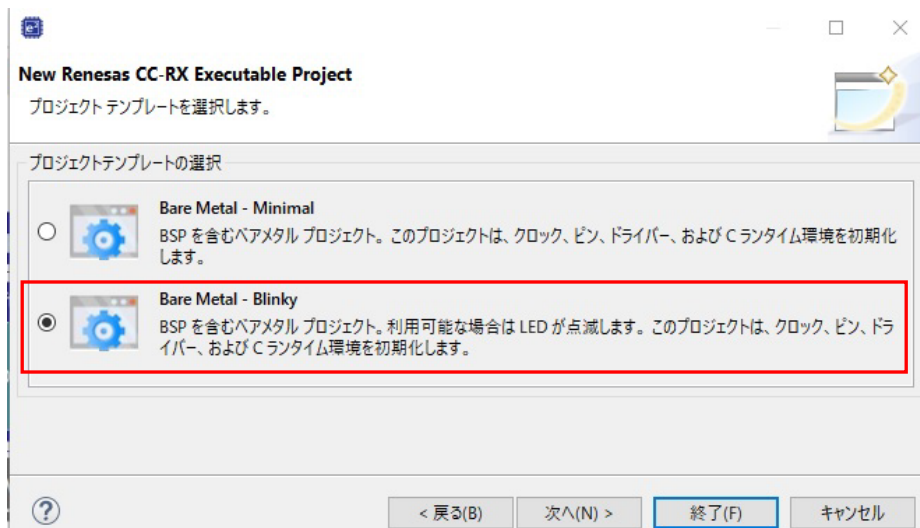 New Renesas CC-RX Executable Project
プロジェクト テンプレートを選択します。
プロジェクトテンプレートの選択
Bare Metal - Minimal
BSP を含むベアメタル プロジェクト。このプロジェクトは、クロック、ピン、ドライバー、および C ランタイム環境を初期化
します。
Bare Metal - Blinky
BSP を含むベアメタル プロジェクト。利用可能な場合は LED が点滅します。このプロジェクトは、クロック、ピン、ドラ
イバー、および C ランタイム環境を初期化します。
< 戻る(B) 次へ(N) > 終了(F) キャンセル